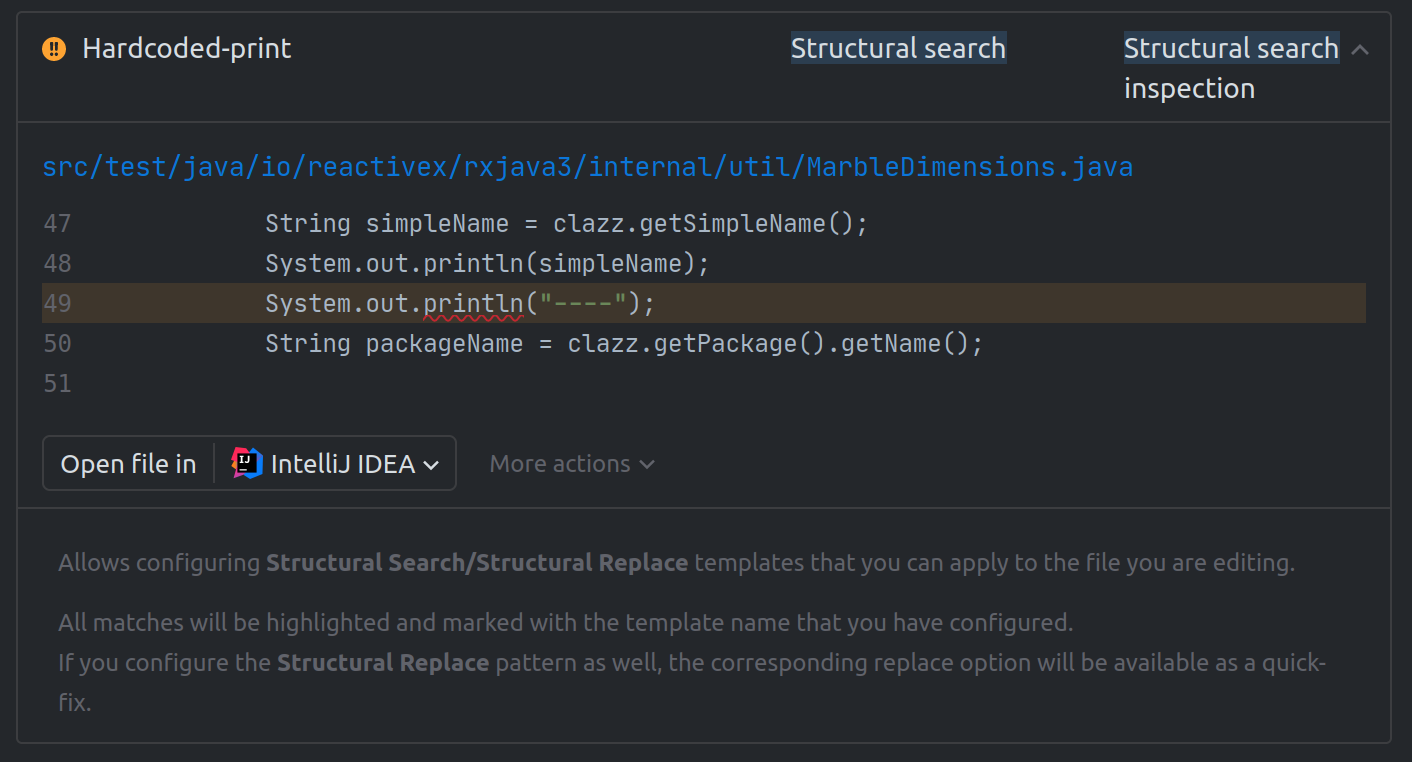 Hardcoded-print Structural search Structural search
inspection
src/test/java/io/reactivex/rxjava3/internal/util/MarbleDimensions.java
47 String simpleName = clazz.getSimpleName();
48 System.out.println(simpleName);
49 System.out.println("----");
50 String packageName = clazz.getPackage().getName();
51
Open file in IJ IntelliJ IDEA More actions
Allows configuring Structural Search/Structural Replace templates that you can apply to the file you are editing.
All matches will be highlighted and marked with the template name that you have configured.
If you configure the Structural Replace pattern as well, the corresponding replace option will be available as a quick-
fix.